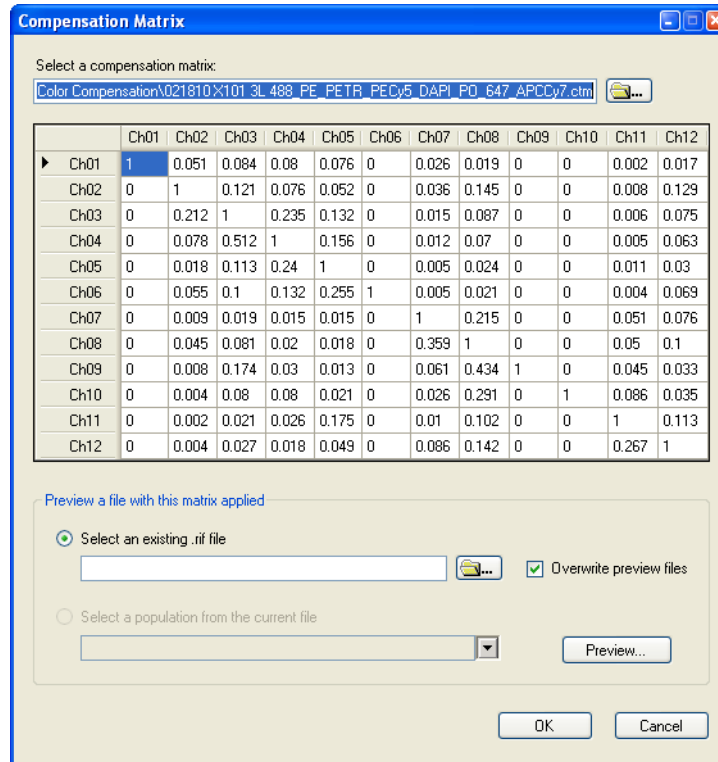 Compensation Matrix
Select a compensation matrix:
Color Compensation\021810 X101 3L 488_PE_PETR_PECy5_DAPI_PO_647_APCCy7.ctm
...
Ch01 Ch02 Ch03 Ch04 Ch05 Ch06 Ch07 Ch08 Ch09 Ch10 Ch11 Ch12
Ch01 1 0.051 0.084 0.08 0.076 0 0.026 0.019 0 0 0.002 0.017
Ch02 0 1 0.121 0.076 0.052 0 0.036 0.145 0 0 0.008 0.129
Ch03 0 0.212 1 0.235 0.132 0 0.015 0.087 0 0 0.006 0.075
Ch04 0 0.078 0.512 1 0.156 0 0.012 0.07 0 0 0.005 0.063
Ch05 0 0.018 0.113 0.24 1 0 0.005 0.024 0 0 0.011 0.03
Ch06 0 0.055 0.1 0.132 0.255 1 0.005 0.021 0 0 0.004 0.069
Ch07 0 0.009 0.019 0.015 0.015 0 1 0.215 0 0 0.051 0.076
Ch08 0 0.045 0.081 0.02 0.018 0 0.359 1 0 0 0.05 0.1
Ch09 0 0.008 0.174 0.03 0.013 0 0.061 0.434 1 0 0.045 0.033
Ch10 0 0.004 0.08 0.08 0.021 0 0.026 0.291 0 1 0.086 0.035
Ch11 0 0.002 0.021 0.026 0.175 0 0.01 0.102 0 0 1 0.113
Ch12 0 0.004 0.027 0.018 0.049 0 0.086 0.142 0 0 0.267 1
Preview a file with this matrix applied
Select an existing .rif file
... Overwrite preview files
Select a population from the current file
Preview...
OK Cancel